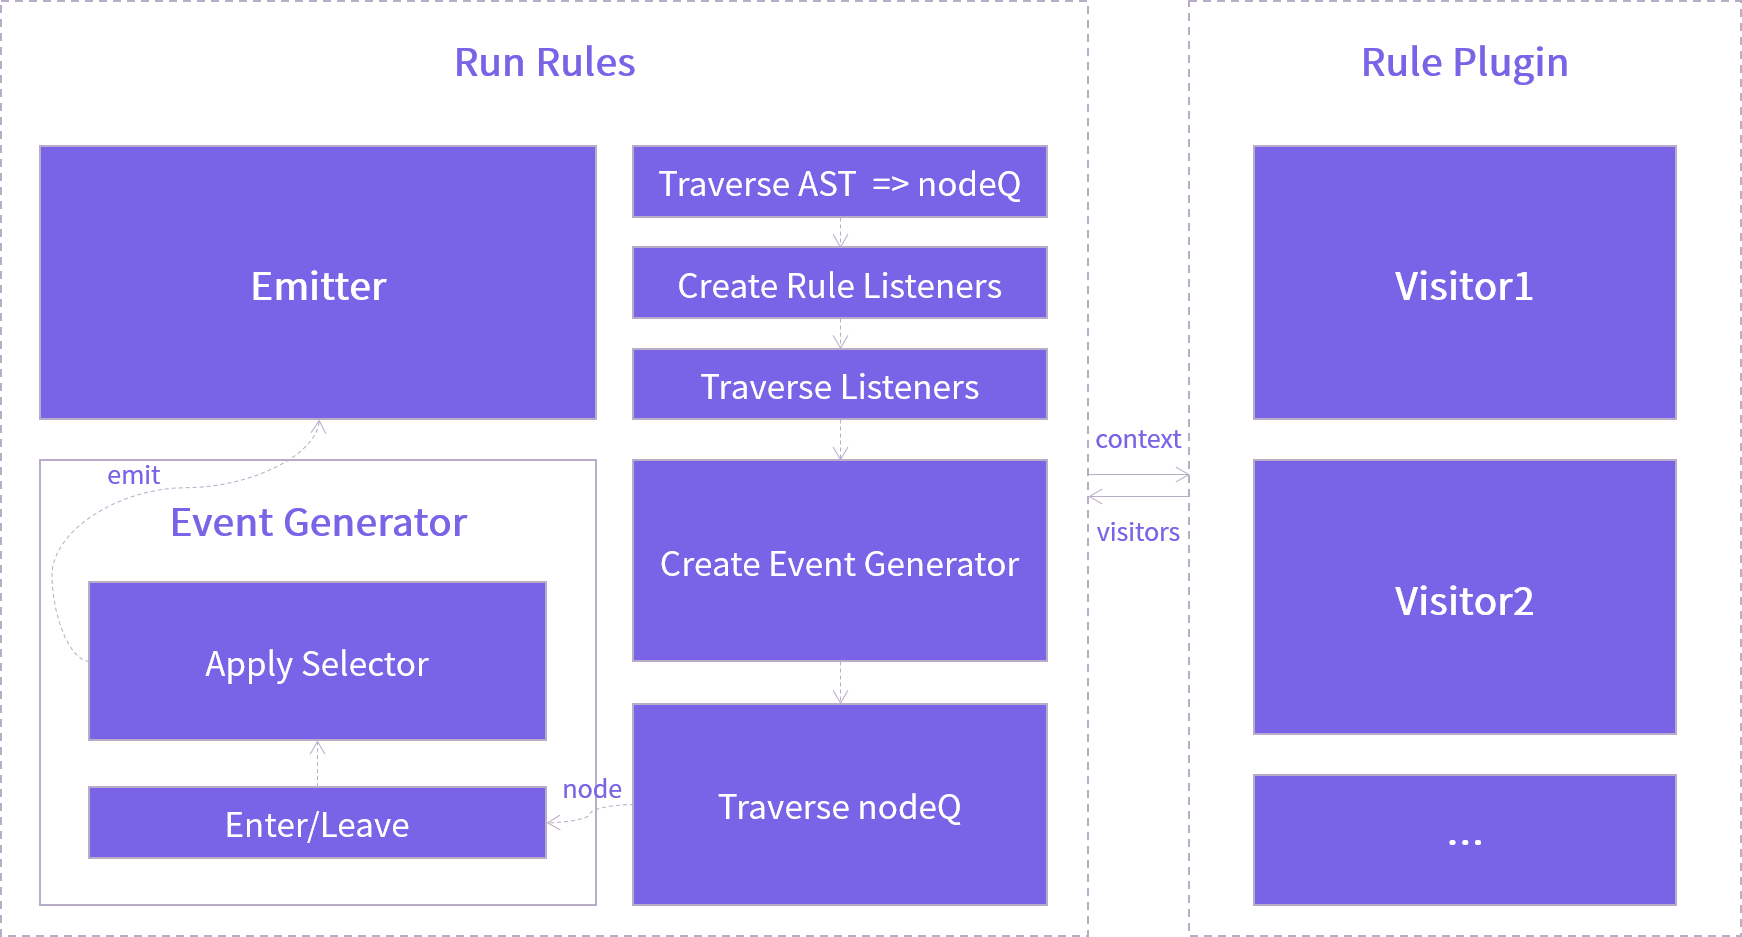 Run Rules
Emitter
Traverse AST  => nodeQ
Create Rule Listeners
Traverse Listeners
Create Event Generator
Traverse nodeQ
node
emit
Event Generator
Apply Selector
Enter/Leave
context
visitors
Rule Plugin
Visitor1
Visitor2
...